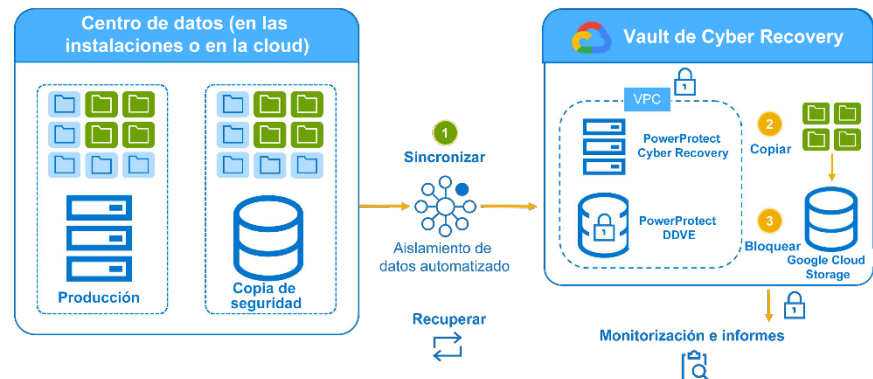 Centro de datos (en las
instalaciones o en la cloud)
Producción
Copia de
seguridad
1
Sincronizar
Aislamiento de
datos automatizado
Recuperar
Vault de Cyber Recovery
VPC
PowerProtect
Cyber Recovery
PowerProtect
DDVE
2
Copiar
3
Bloquear
Google Cloud
Storage
Monitorización e informes